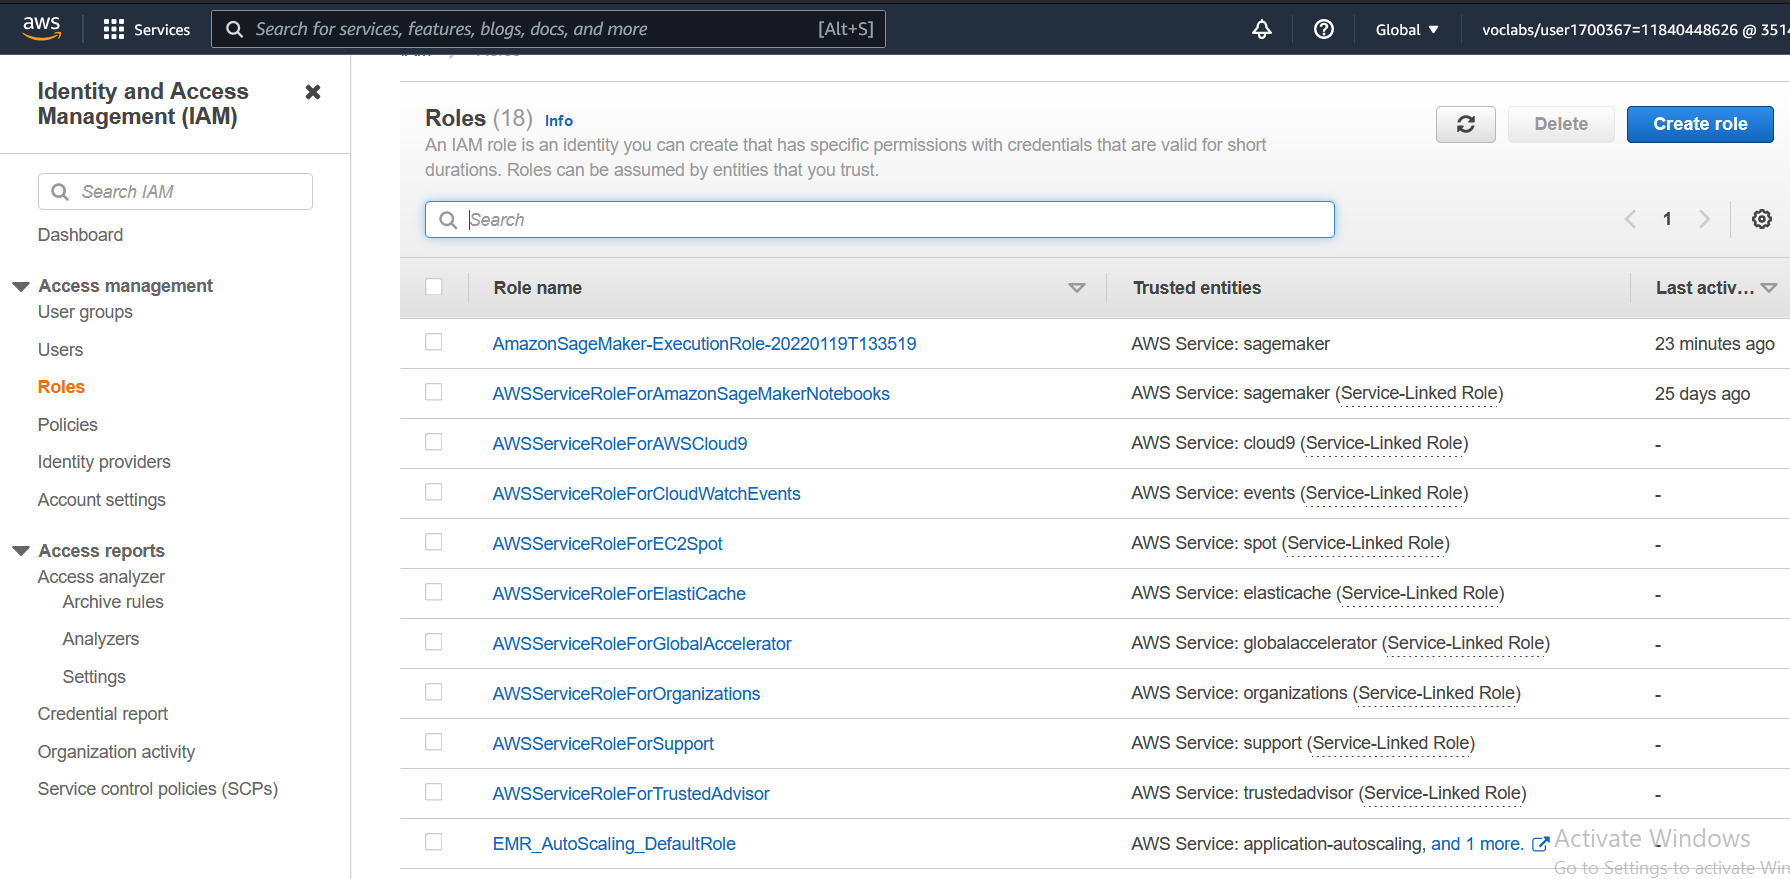 aws Services Search for services, features, blogs, docs, and more [Alt+S] Global ▼ voclabs/user1700367=11840448626 @ 351
Identity and Access
Management (IAM)
Search IAM
Dashboard
Access management
User groups
Users
Roles
Policies
Identity providers
Account settings
Access reports
Access analyzer
Archive rules
Analyzers
Settings
Credential report
Organization activity
Service control policies (SCPs)
Roles (18) Info
An IAM role is an identity you can create that has specific permissions with credentials that are valid for short
durations. Roles can be assumed by entities that you trust.
Delete Create role
Search
1
Role name Trusted entities Last activ...
AmazonSageMaker-ExecutionRole-20220119T133519 AWS Service: sagemaker 23 minutes ago
AWSServiceRoleForAmazonSageMakerNotebooks AWS Service: sagemaker (Service-Linked Role) 25 days ago
AWSServiceRoleForAWSCloud9 AWS Service: cloud9 (Service-Linked Role) -
AWSServiceRoleForCloudWatchEvents AWS Service: events (Service-Linked Role) -
AWSServiceRoleForEC2Spot AWS Service: spot (Service-Linked Role) -
AWSServiceRoleForElastiCache AWS Service: elasticache (Service-Linked Role) -
AWSServiceRoleForGlobalAccelerator AWS Service: globalaccelerator (Service-Linked Role) -
AWSServiceRoleForOrganizations AWS Service: organizations (Service-Linked Role) -
AWSServiceRoleForSupport AWS Service: support (Service-Linked Role) -
AWSServiceRoleForTrustedAdvisor AWS Service: trustedadvisor (Service-Linked Role) -
EMR_AutoScaling_DefaultRole AWS Service: application-autoscaling, and 1 more. -
Activate Windows
Go to Settings to activate Win